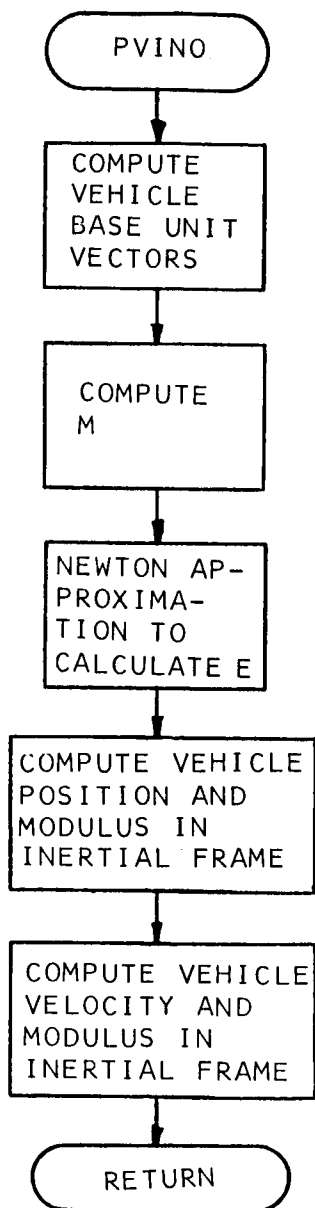 PVINO
COMPUTE
VEHICLE
BASE UNIT
VECTORS
COMPUTE
M
NEWTON AP-
PROXIMA-
TION TO
CALCULATE E
COMPUTE VEHICLE
POSITION AND
MODULUS IN
INERTIAL FRAME
COMPUTE VEHICLE
VELOCITY AND
MODULUS IN
INERTIAL FRAME
RETURN